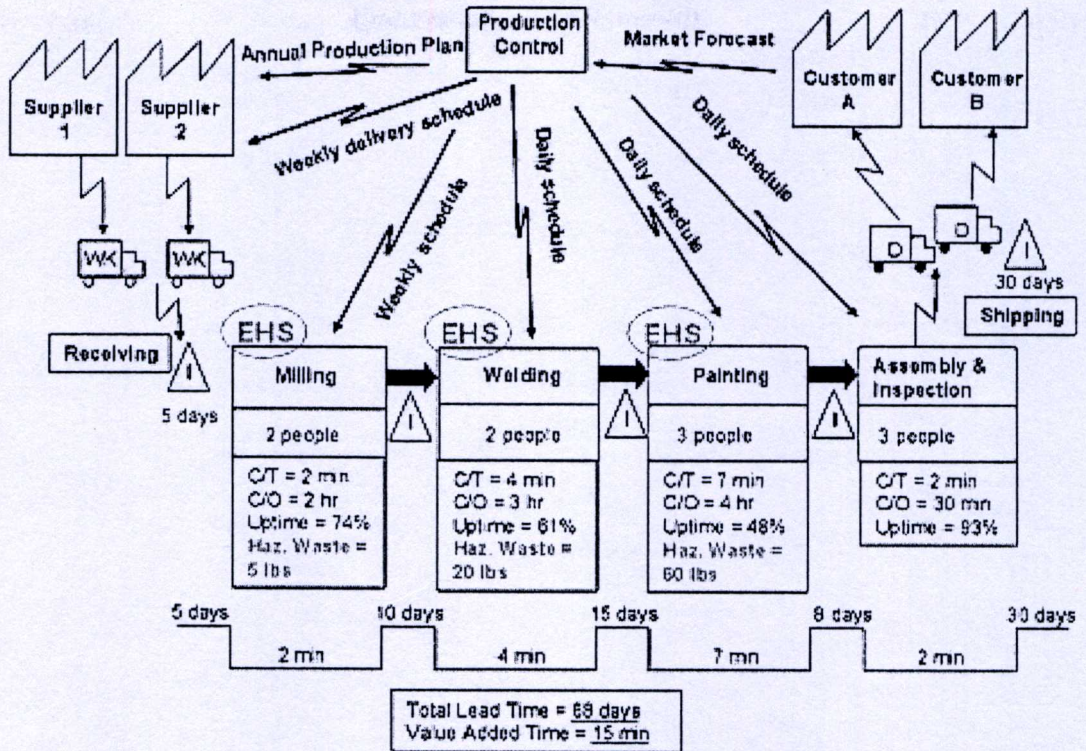 Production
Control
Annual Production Plan
Market Forecast
Supplier
1
Supplier
2
Customer
A
Customer
B
Weekly delivery schedule
Weekly schedule
Daily schedule
Daily schedule
Daily schedule
WK
WK
D
D
I
30 days
Shipping
Receiving
I
5 days
EHS
EHS
EHS
Milling
Welding
Painting
Assembly &
Inspection
I
I
I
2 people
2 people
3 people
3 people
C/T = 2 min
C/O = 2 hr
Uptime = 74%
Haz. Waste =
5 lbs
C/T = 4 min
C/O = 3 hr
Uptime = 61%
Haz. Waste =
20 lbs
C/T = 7 min
C/O = 4 hr
Uptime = 48%
Haz. Waste =
60 lbs
C/T = 2 min
C/O = 30 min
Uptime = 93%
5 days
10 days
15 days
8 days
30 days
2 min
4 min
7 min
2 min
Total Lead Time = 68 days
Value Added Time = 15 min